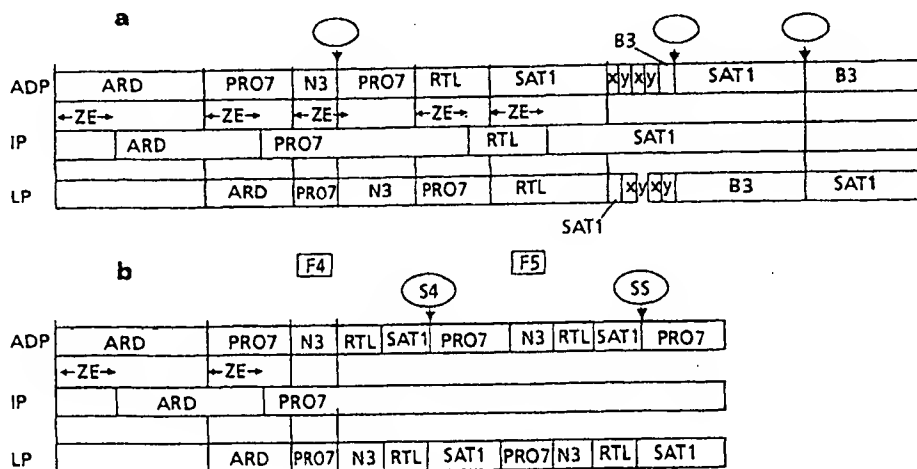 a
B3
ADP ARD PRO7 N3 PRO7 RTL SAT1 x y x y SAT1 B3
←ZE→ ←ZE→ ←ZE→ ←ZE→ ←ZE→
IP ARD PRO7 RTL SAT1
LP ARD PRO7 N3 PRO7 RTL x y x y B3 SAT1
SAT1
b F4 F5
S4 SS
ADP ARD PRO7 N3 RTL SAT1 PRO7 N3 RTL SAT1 PRO7
←ZE→ ←ZE→
IP ARD PRO7
LP ARD PRO7 N3 RTL SAT1 PRO7 N3 RTL SAT1